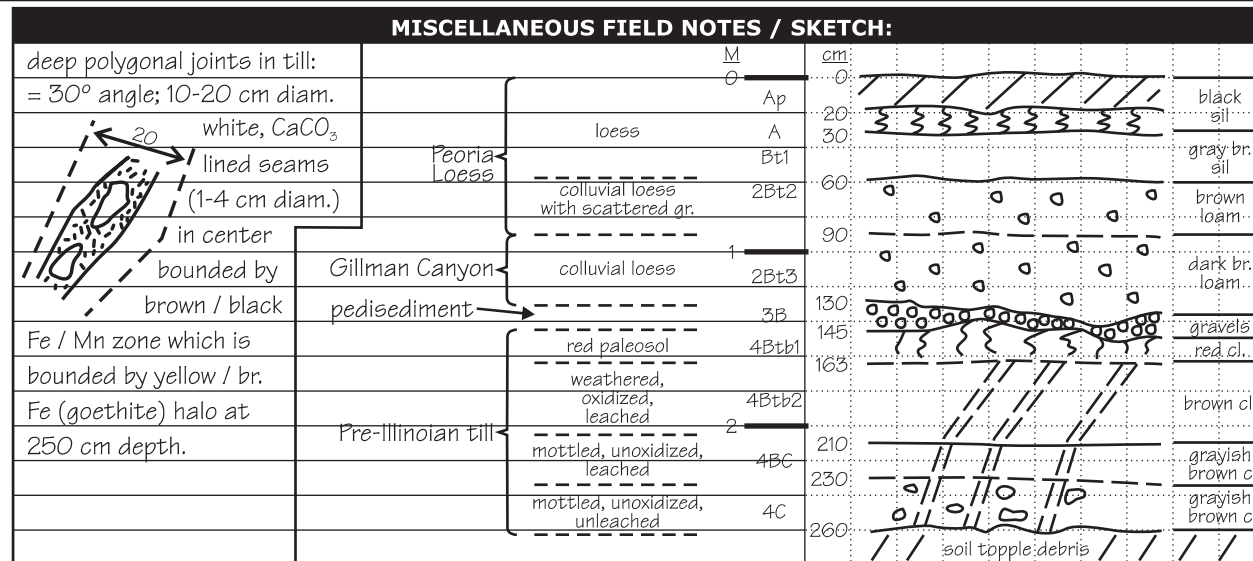 MISCELLANEOUS FIELD NOTES / SKETCH:
deep polygonal joints in till:
= 30° angle; 10-20 cm diam.
20
white, CaCO₃
lined seams
(1-4 cm diam.)
in center
bounded by
brown / black
Fe / Mn zone which is
bounded by yellow / br.
Fe (goethite) halo at
250 cm depth.
Peoria
Loess
Gillman Canyon
pedisediment
Pre-Illinoian till
loess
colluvial loess
with scattered gr.
colluvial loess
red paleosol
weathered,
oxidized,
leached
mottled, unoxidized,
leached
mottled, unoxidized,
unleached
M
0
1
2
Ap
A
Bt1
2Bt2
2Bt3
3B
4Btb1
4Btb2
4BC
4C
cm
0
20
30
60
90
130
145
163
210
230
260
soil topple debris
black
sil
gray br.
sil
brown
loam
dark br.
loam
gravels
red cl.
brown cl
grayish
brown c
grayish
brown c